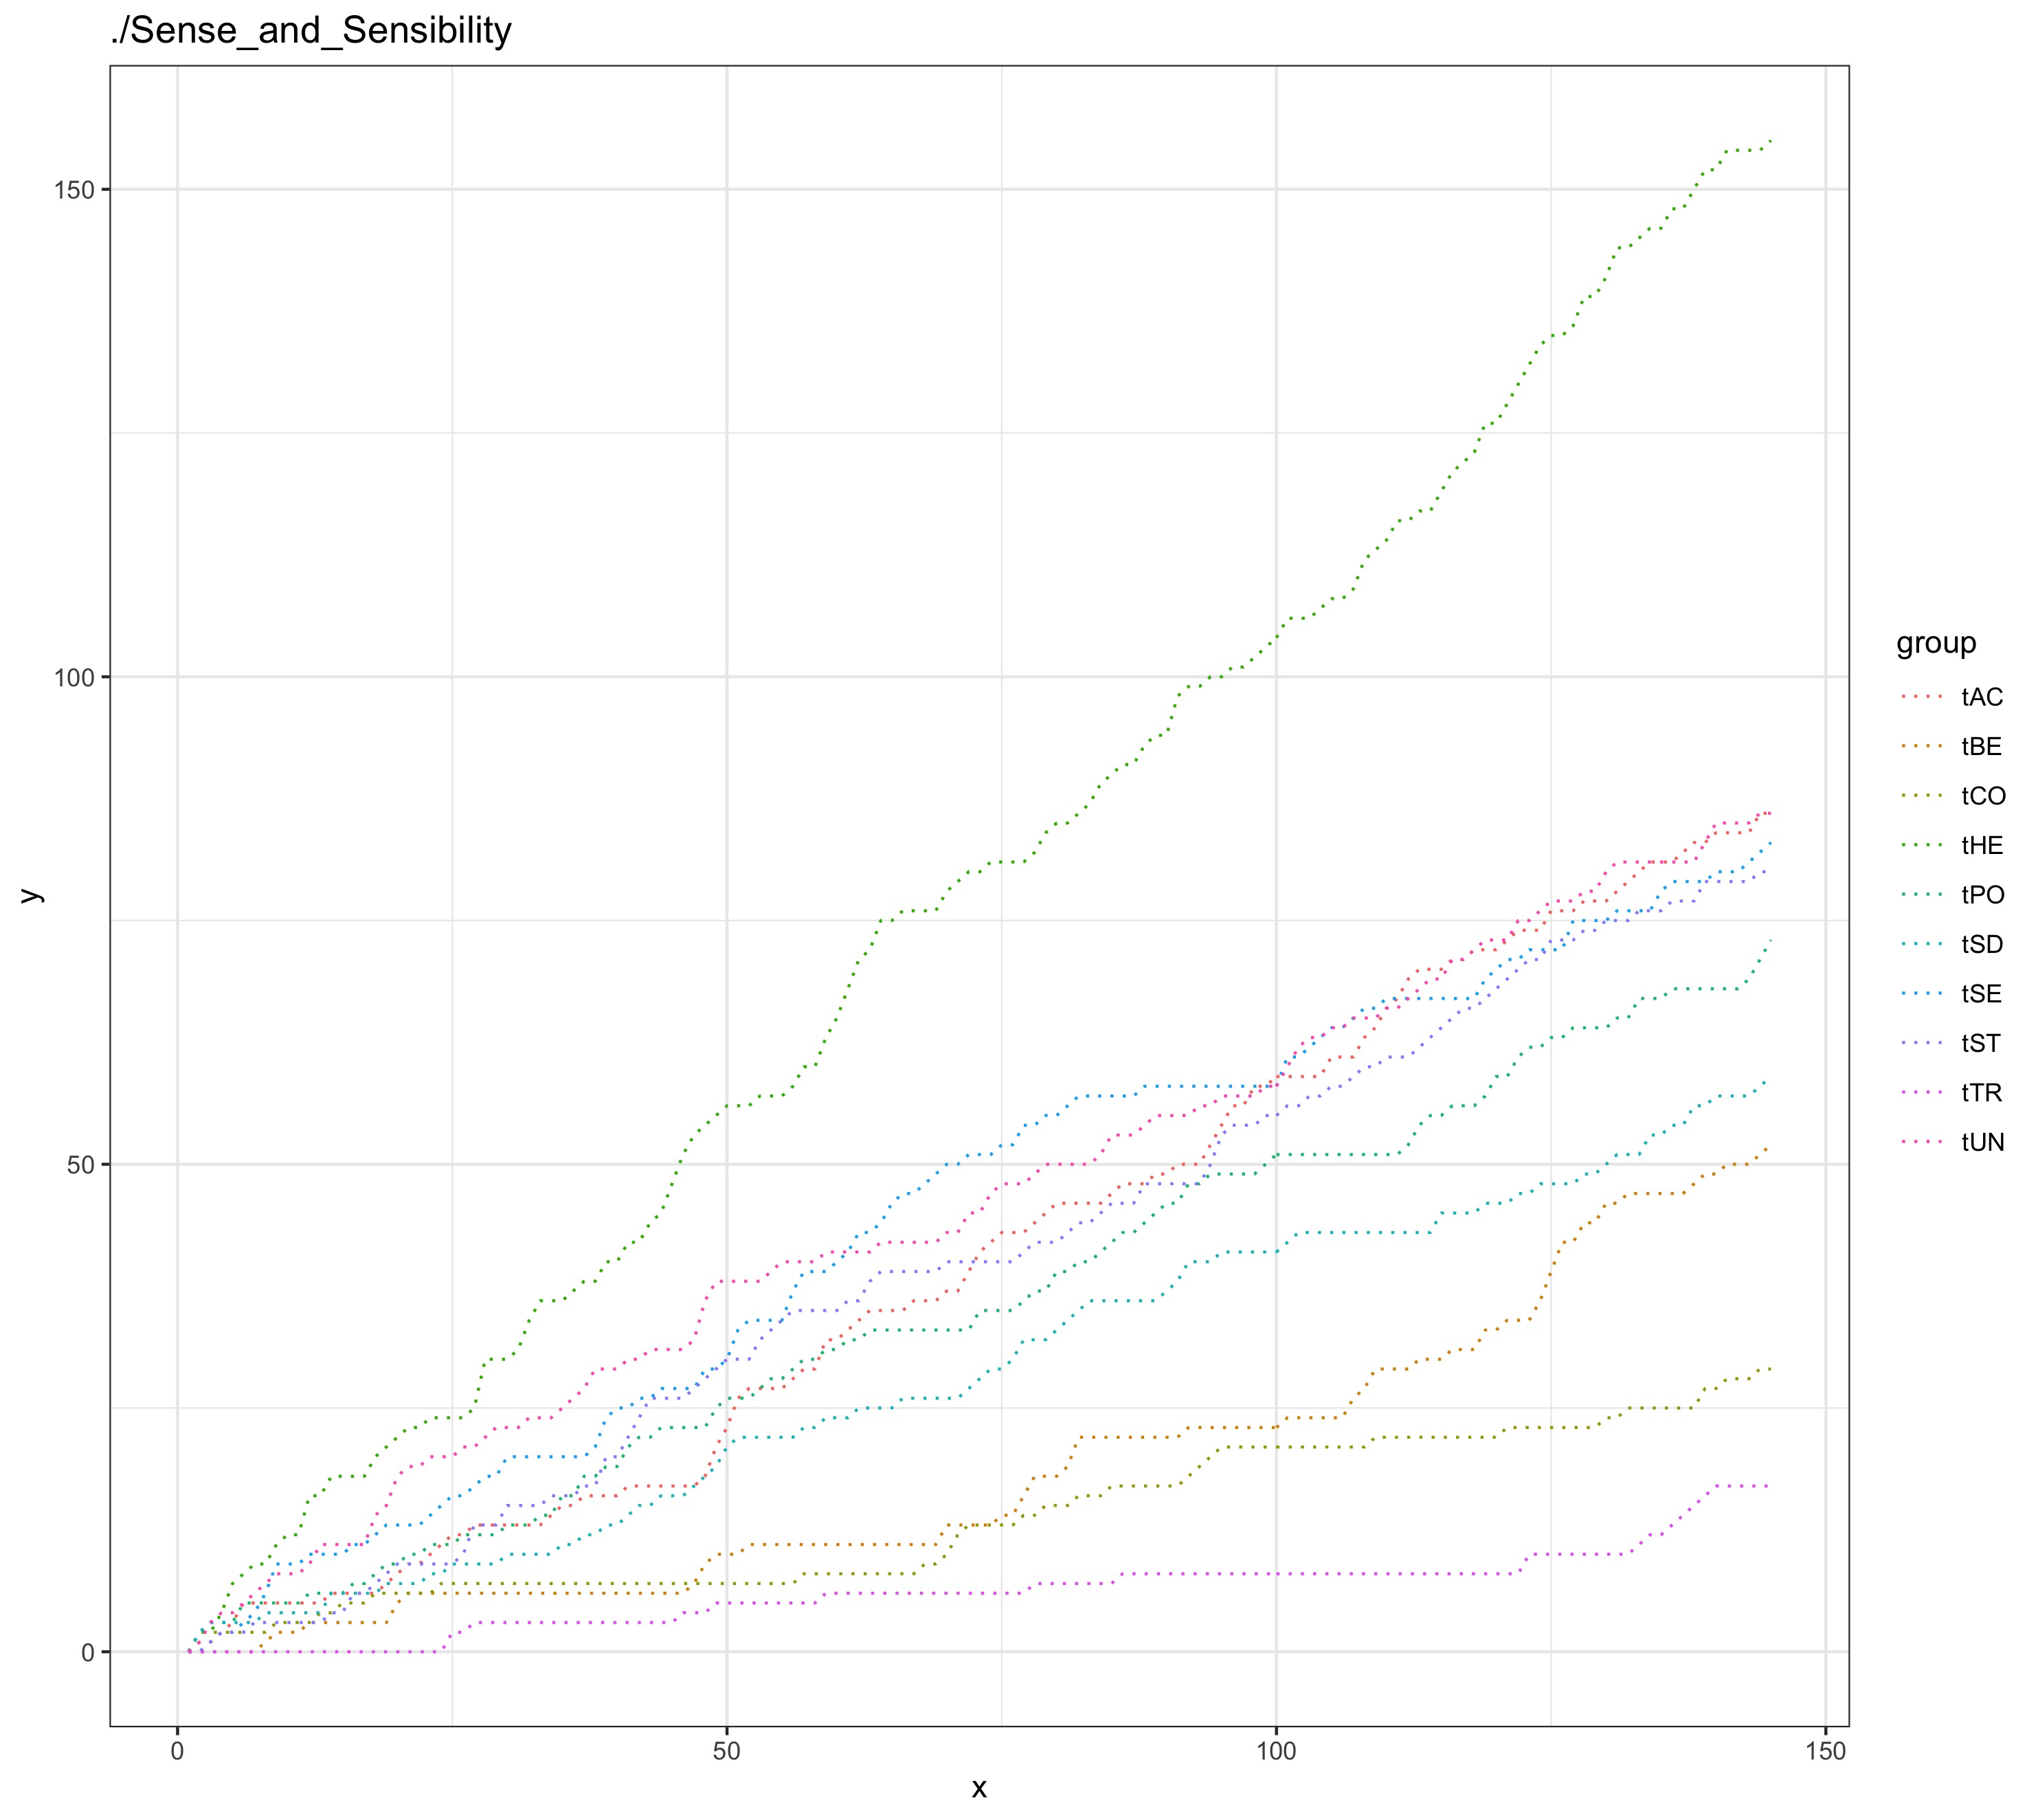 ./Sense_and_Sensibility
150
100
50
0
y
0 50 100 150
x
group
tAC
tBE
tCO
tHE
tPO
tSD
tSE
tST
tTR
tUN